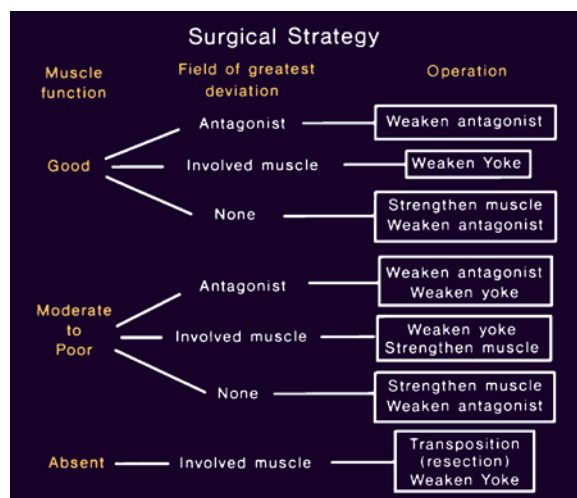 Surgical Strategy
Muscle
function
Field of greatest
deviation
Operation
Good
Antagonist
Weaken antagonist
Involved muscle
Weaken Yoke
None
Strengthen muscle
Weaken antagonist
Moderate
to
Poor
Antagonist
Weaken antagonist
Weaken yoke
Involved muscle
Weaken yoke
Strengthen muscle
None
Strengthen muscle
Weaken antagonist
Absent
Involved muscle
Transposition
(resection)
Weaken Yoke